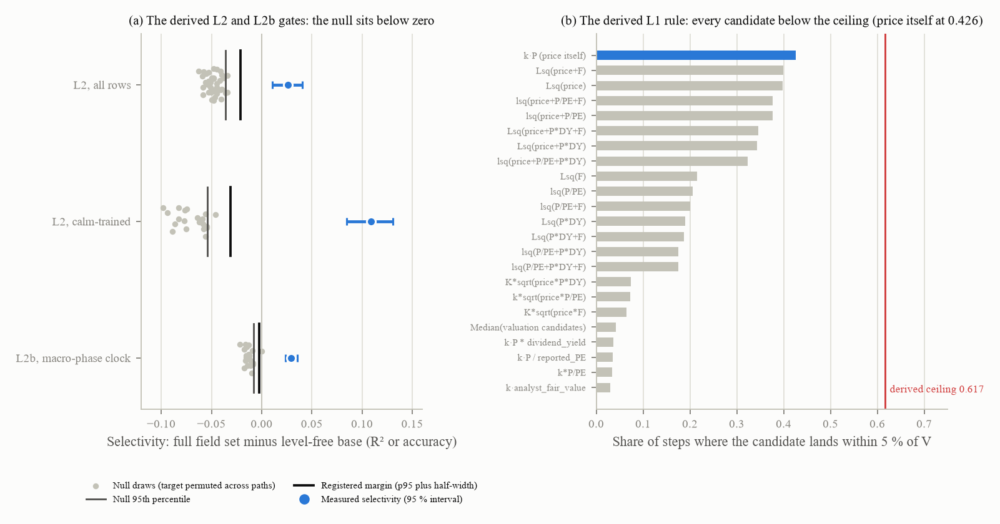 (a) The derived L2 and L2b gates: the null sits below zero
L2, all rows
L2, calm-trained
L2b, macro-phase clock
−0.10
−0.05
0.00
0.05
0.10
0.15
Selectivity: full field set minus level-free base (R² or accuracy)
(b) The derived L1 rule: every candidate below the ceiling (price itself at 0.426)
k·P (price itself)
Lsq(price+F)
Lsq(price)
lsq(price+P/PE+F)
lsq(price+P/PE)
Lsq(price+P*DY+F)
Lsq(price+P*DY)
lsq(price+P/PE+P*DY)
Lsq(F)
lsq(P/PE)
lsq(P/PE+F)
Lsq(P*DY)
Lsq(P*DY+F)
lsq(P/PE+P*DY)
lsq(P/PE+P*DY+F)
K*sqrt(price*P*DY)
k*sqrt(price*P/PE)
K*sqrt(price*F)
Median(valuation candidates)
k·P * dividend_yield
k·P / reported_PE
k*P/PE
k·analyst_fair_value
derived ceiling 0.617
0.0
0.1
0.2
0.3
0.4
0.5
0.6
0.7
Share of steps where the candidate lands within 5 % of V
Null draws (target permuted across paths)
Null 95th percentile
Registered margin (p95 plus half-width)
Measured selectivity (95 % interval)